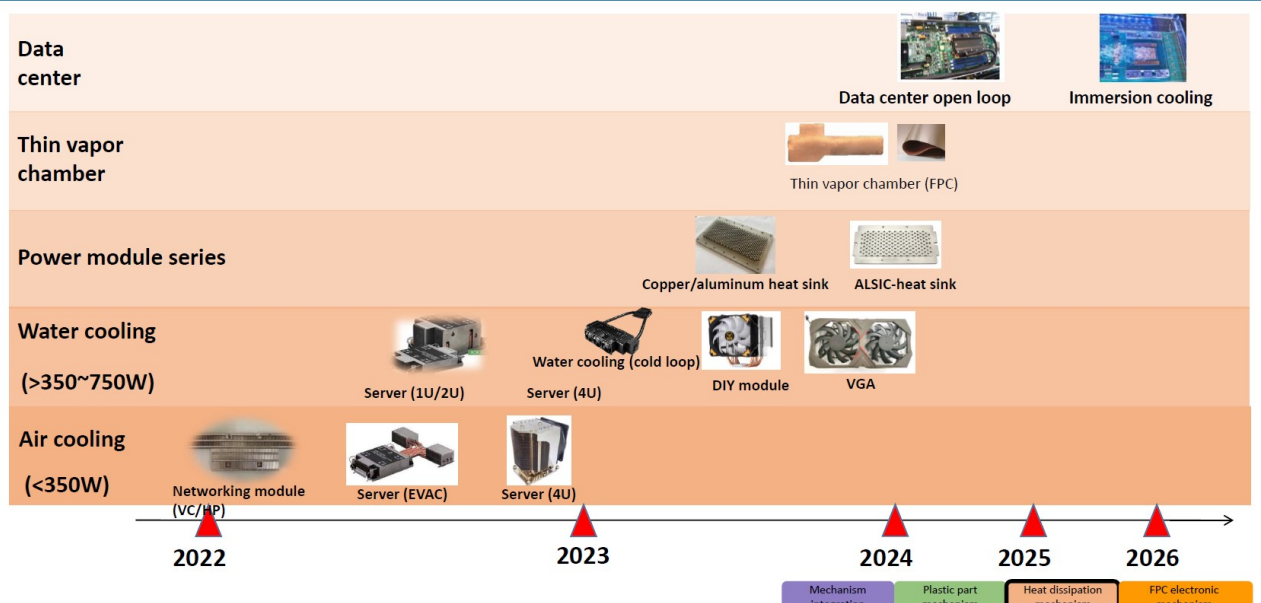 Data
center
Data center open loop
Immersion cooling
Thin vapor
chamber
Thin vapor chamber (FPC)
Power module series
Copper/aluminum heat sink
ALSIC-heat sink
Water cooling
(>350~750W)
Server (1U/2U)
Water cooling (cold loop)
Server (4U)
DIY module
VGA
Air cooling
(<350W)
Networking module
(VC/HP)
Server (EVAC)
Server (4U)
2022
2023
2024
2025
2026
Mechanism
Plastic part
Heat dissipation
FPC electronic